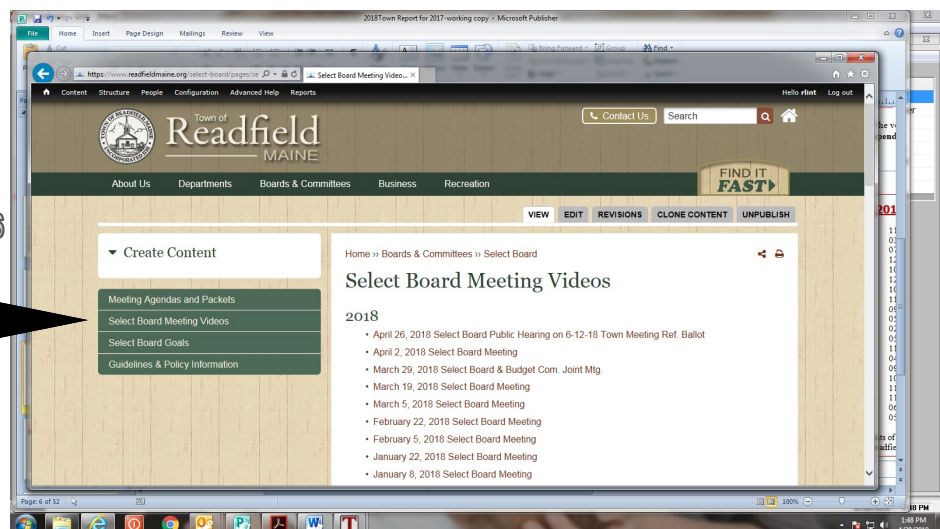 2018Town Report for 2017-working copy - Microsoft Publisher
File Home Insert Page Design Mailings Review View
Cut
Bring Forward Group Find
https://www.readfieldmaine.org/select-board/pages/se
Select Board Meeting Video...
Content Structure People Configuration Advanced Help Reports
Hello rlint Log out
Town of
Readfield
MAINE
Contact Us
Search
FIND IT
FAST
About Us Departments Boards & Committees Business Recreation
VIEW EDIT REVISIONS CLONE CONTENT UNPUBLISH
Create Content
Meeting Agendas and Packets
Select Board Meeting Videos
Select Board Goals
Guidelines & Policy Information
Home ›› Boards & Committees ›› Select Board
Select Board Meeting Videos
2018
• April 26, 2018 Select Board Public Hearing on 6-12-18 Town Meeting Ref. Ballot
• April 2, 2018 Select Board Meeting
• March 29, 2018 Select Board & Budget Com. Joint Mtg.
• March 19, 2018 Select Board Meeting
• March 5, 2018 Select Board Meeting
• February 22, 2018 Select Board Meeting
• February 5, 2018 Select Board Meeting
• January 22, 2018 Select Board Meeting
• January 8, 2018 Select Board Meeting
Page: 6 of 52
100%
1:48 PM